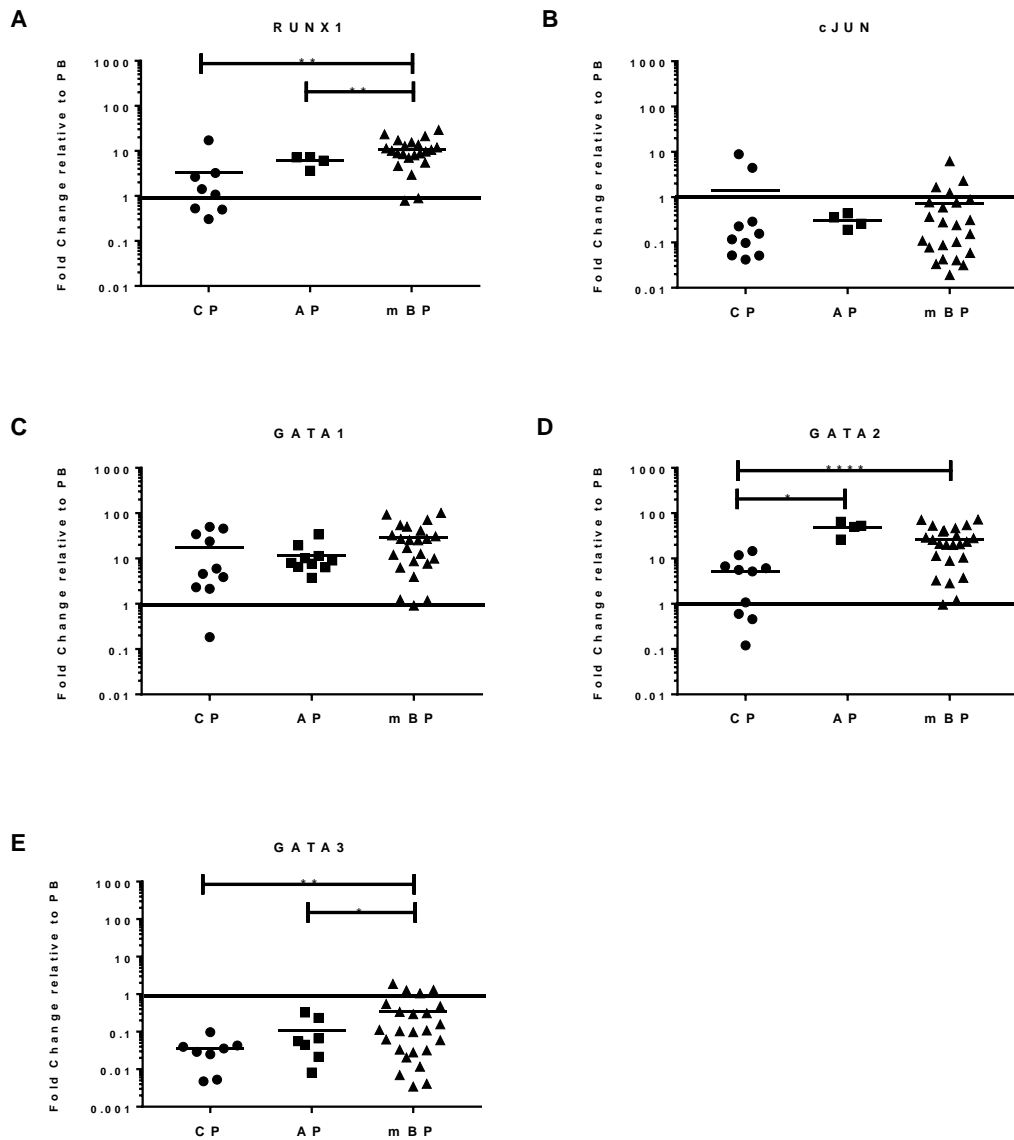 A
RUNX1
Fold Change relative to PB
1000
100
10
1
0.1
0.01
**
**
CP AP mBP
B
cJUN
Fold Change relative to PB
1000
100
10
1
0.1
0.01
CP AP mBP
C
GATA1
Fold Change relative to PB
1000
100
10
1
0.1
0.01
CP AP mBP
D
GATA2
Fold Change relative to PB
1000
100
10
1
0.1
0.01
****
*
CP AP mBP
E
GATA3
Fold Change relative to PB
1000
100
10
1
0.1
0.01
0.001
**
*
CP AP mBP